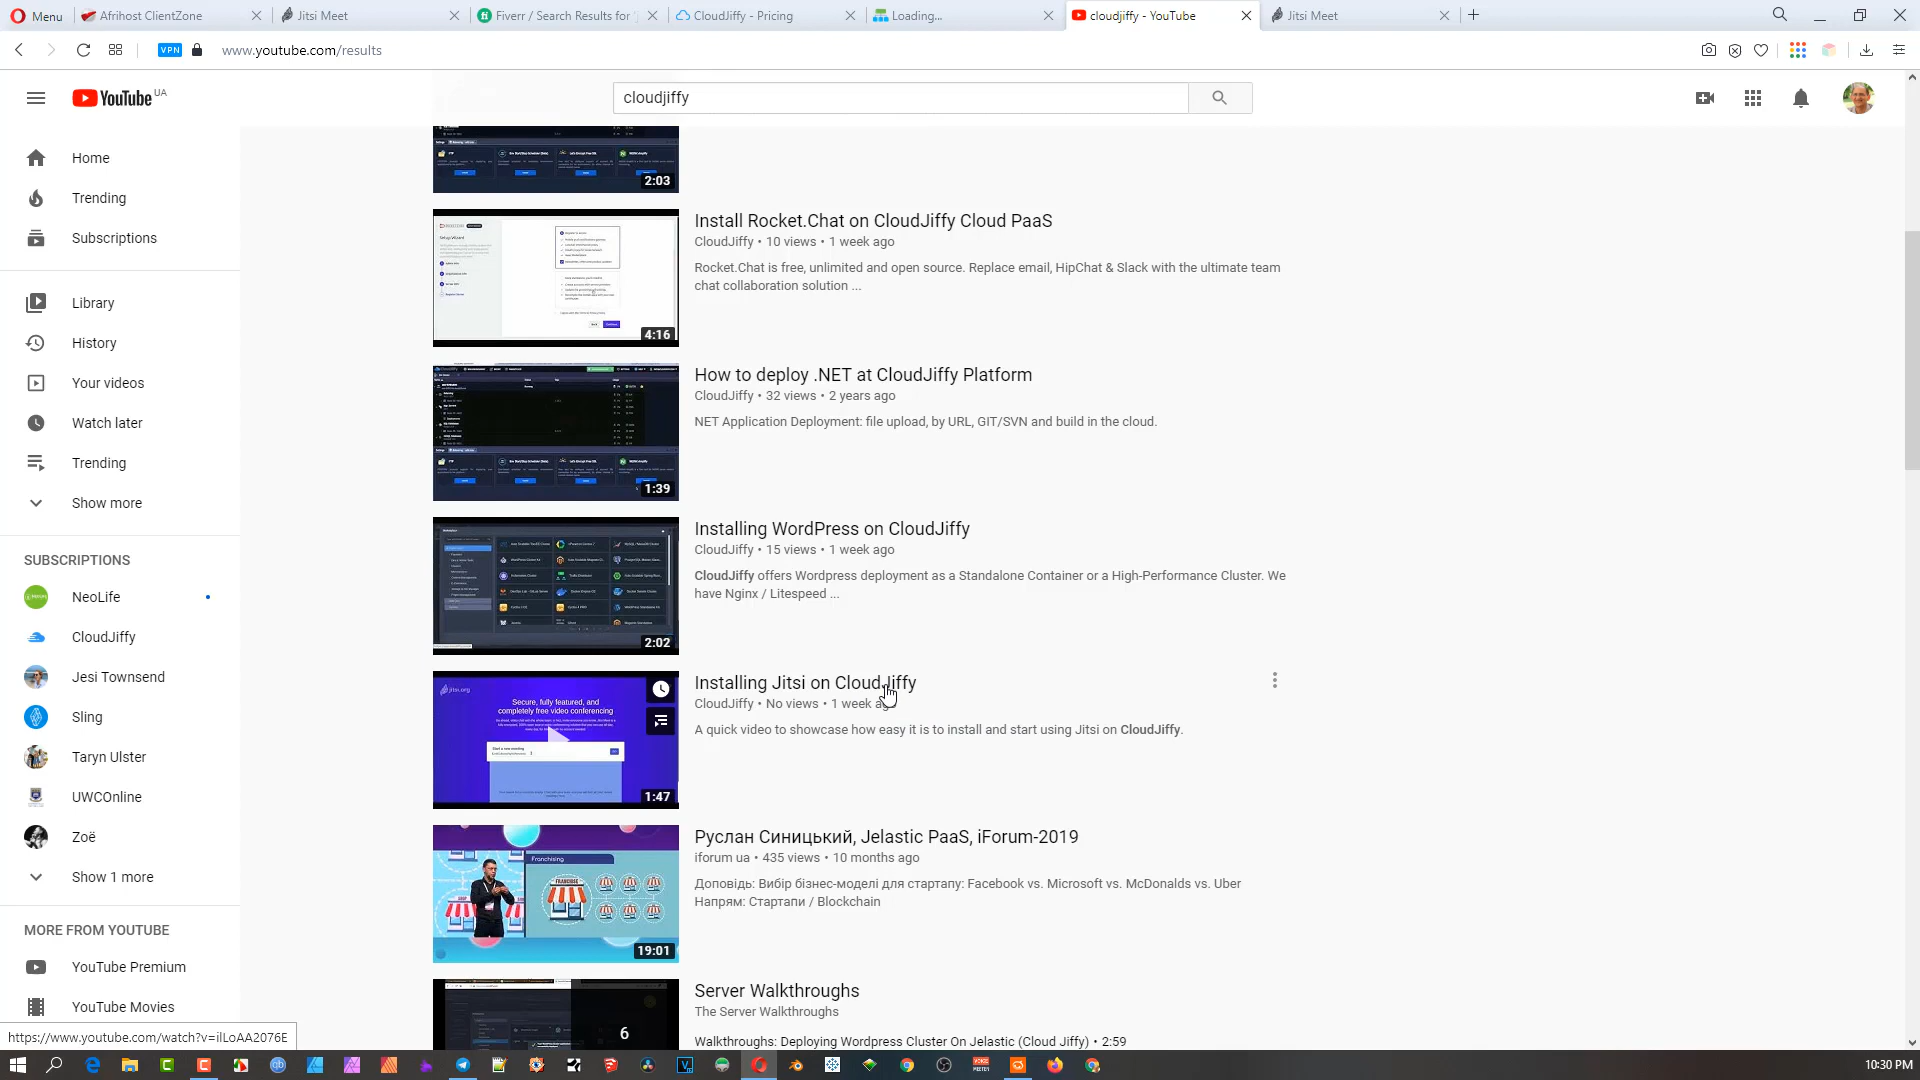 Menu
Afrihost ClientZone
Jitsi Meet
Fiverr / Search Results for '
CloudJiffy - Pricing
Loading...
cloudjiffy - YouTube
Jitsi Meet
VPN
www.youtube.com/results
YouTube UA
cloudjiffy
Home
Trending
Subscriptions
Library
History
Your videos
Watch later
Trending
Show more
SUBSCRIPTIONS
NeoLife
CloudJiffy
Jesi Townsend
Sling
Taryn Ulster
UWCOnline
Zoë
Show 1 more
MORE FROM YOUTUBE
YouTube Premium
YouTube Movies
2:03
4:16
Install Rocket.Chat on CloudJiffy Cloud PaaS
CloudJiffy • 10 views • 1 week ago
Rocket.Chat is free, unlimited and open source. Replace email, HipChat & Slack with the ultimate team
chat collaboration solution ...
1:39
How to deploy .NET at CloudJiffy Platform
CloudJiffy • 32 views • 2 years ago
NET Application Deployment: file upload, by URL, GIT/SVN and build in the cloud.
2:02
Installing WordPress on CloudJiffy
CloudJiffy • 15 views • 1 week ago
CloudJiffy offers Wordpress deployment as a Standalone Container or a High-Performance Cluster. We
have Nginx / Litespeed ...
jitsi.org
Secure, fully featured, and
completely free video conferencing
Start a new meeting
1:47
Installing Jitsi on CloudJiffy
CloudJiffy • No views • 1 week ago
A quick video to showcase how easy it is to install and start using Jitsi on CloudJiffy.
Franchising
19:01
Руслан Синицький, Jelastic PaaS, iForum-2019
iforum ua • 435 views • 10 months ago
Доповідь: Вибір бізнес-моделі для стартапу: Facebook vs. Microsoft vs. McDonalds vs. Uber
Напрям: Стартапи / Blockchain
6
Server Walkthroughs
The Server Walkthroughs
Walkthroughs: Deploying Wordpress Cluster On Jelastic (Cloud Jiffy) • 2:59
https://www.youtube.com/watch?v=ilLoAA2076E
10:30 PM